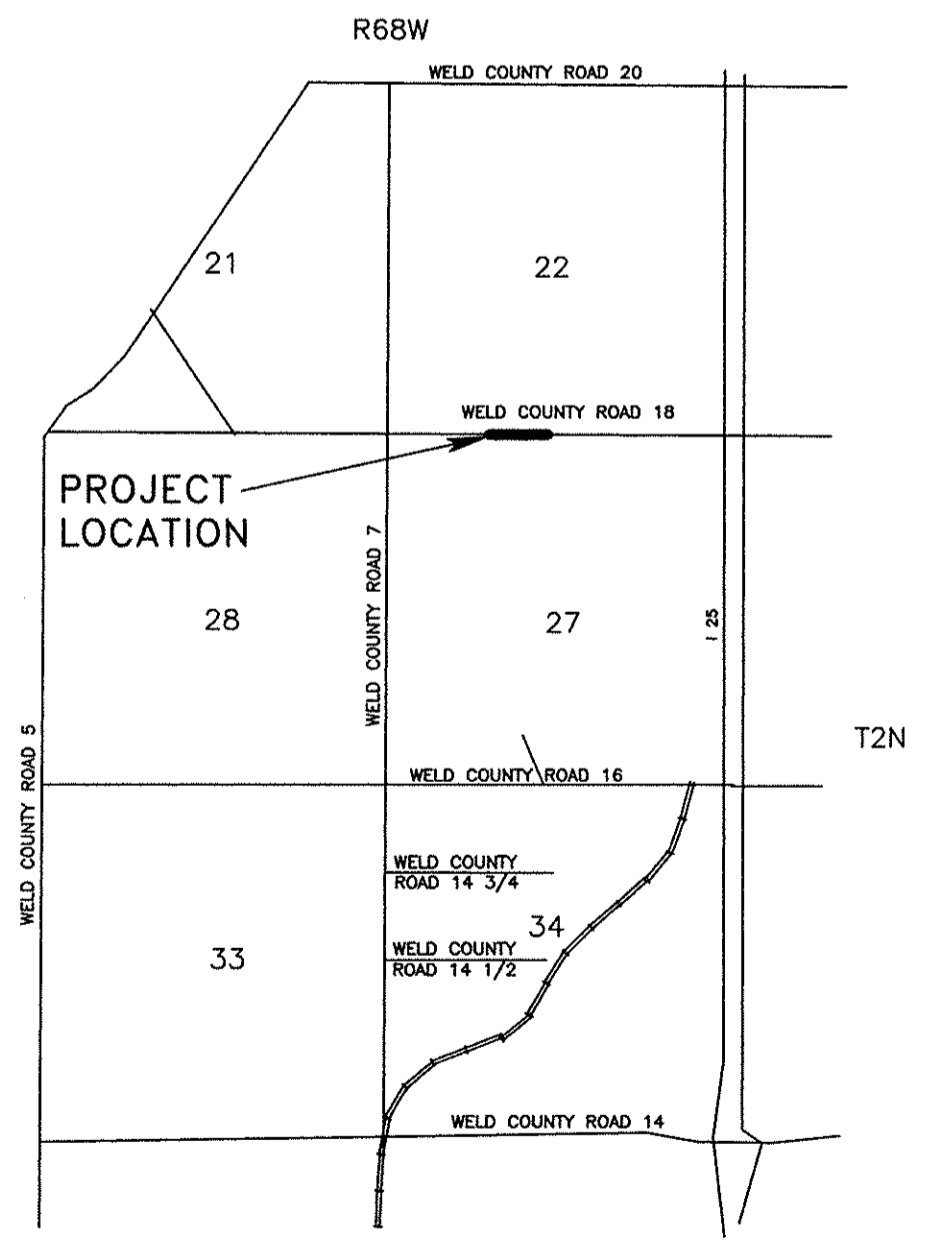 R68W
WELD COUNTY ROAD 20
21
22
WELD COUNTY ROAD 18
PROJECT
LOCATION
WELD COUNTY ROAD 7
28
27
I 25
WELD COUNTY ROAD 5
T2N
WELD COUNTY ROAD 16
WELD COUNTY
ROAD 14 3/4
34
33
WELD COUNTY
ROAD 14 1/2
WELD COUNTY ROAD 14